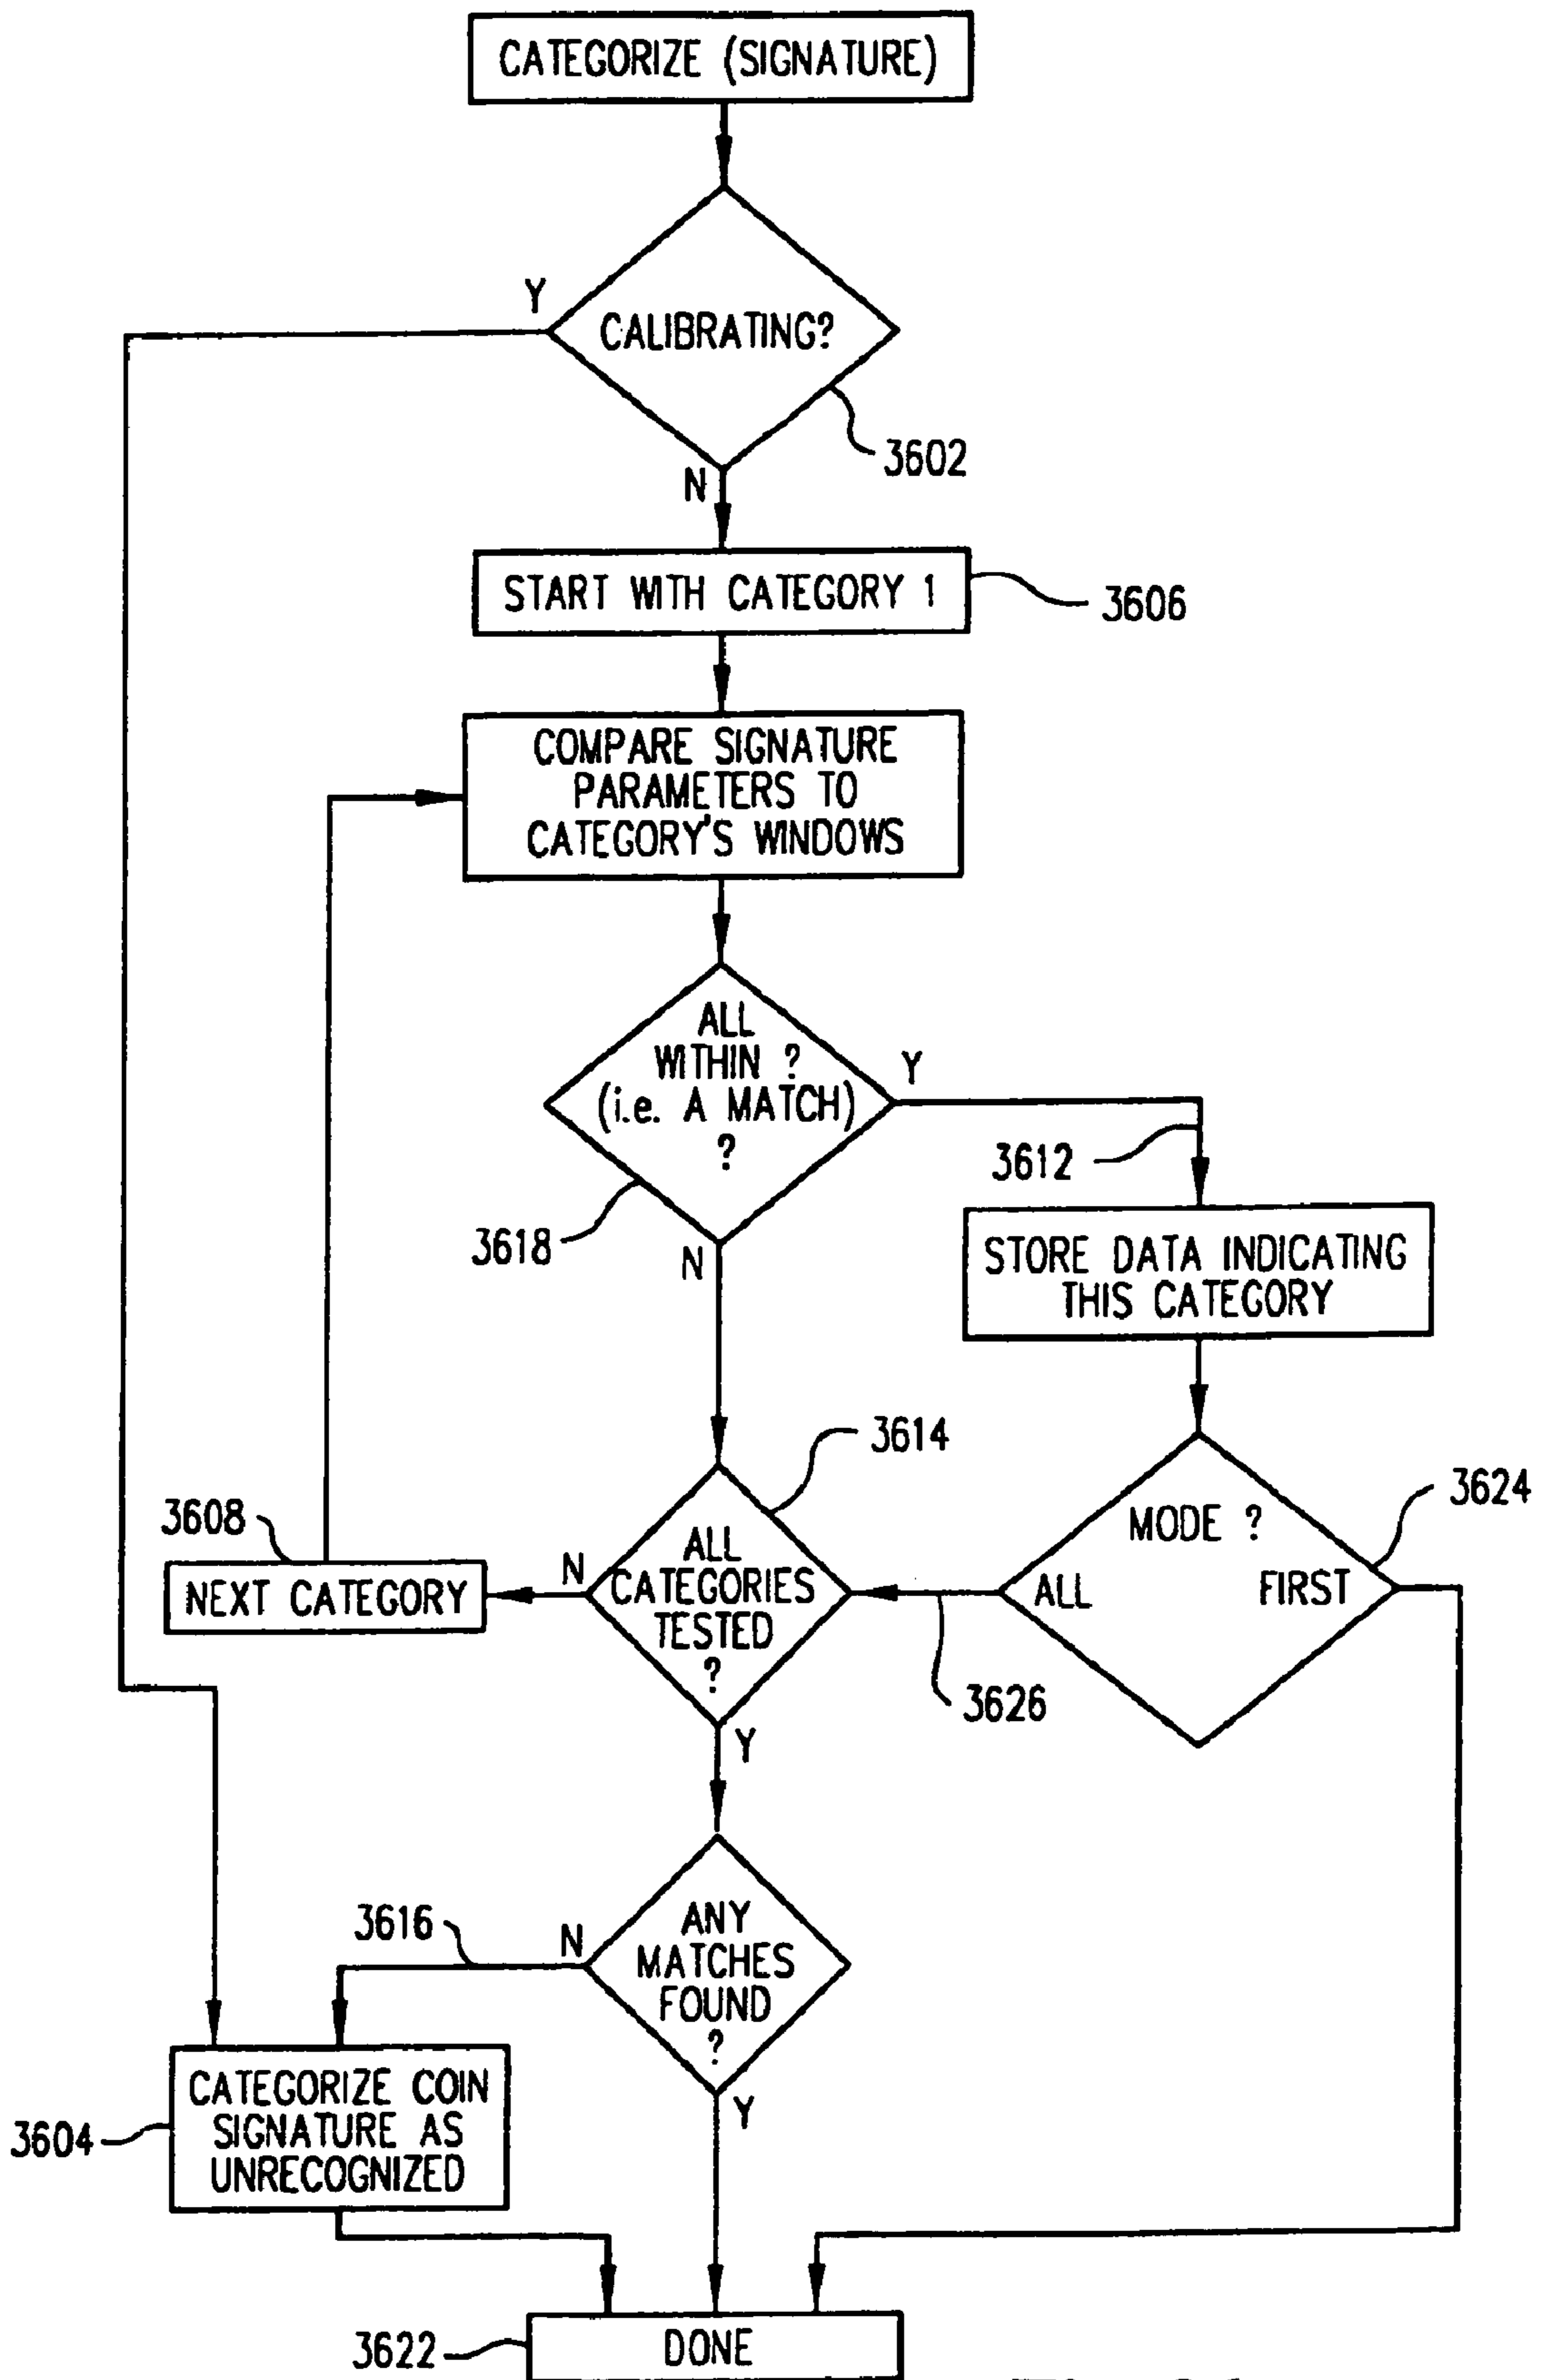 CATEGORIZE (SIGNATURE)
Y
CALIBRATING?
3602
N
START WITH CATEGORY 1
3606
COMPARE SIGNATURE
PARAMETERS TO
CATEGORY'S WINDOWS
ALL
WITHIN ?
(i.e. A MATCH)
?
Y
3612
3618
N
STORE DATA INDICATING
THIS CATEGORY
3614
3624
MODE ?
ALL
FIRST
3608
NEXT CATEGORY
N
ALL
CATEGORIES
TESTED
?
3626
Y
3616
N
ANY
MATCHES
FOUND
?
Y
3604
CATEGORIZE COIN
SIGNATURE AS
UNRECOGNIZED
3622
DONE